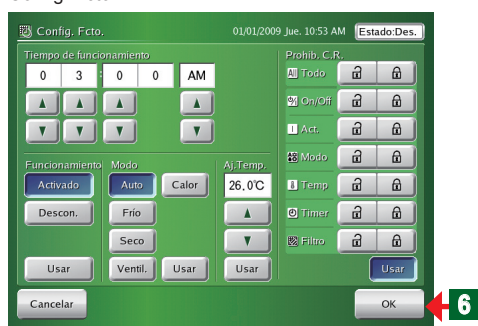 Config. Fcto.
01/01/2009 Jue. 10:53 AM
Estado:Des.
Tiempo de funcionamiento
0 3 : 0 0 AM
Prohib. C.R.
All Todo
On/Off
Act.
Modo
Temp
Timer
Filtro
Usar
Funcionamiento
Activado
Descon.
Usar
Modo
Auto Calor
Frío
Seco
Ventil. Usar
Aj.Temp.
26.0°C
Usar
Cancelar
OK
6